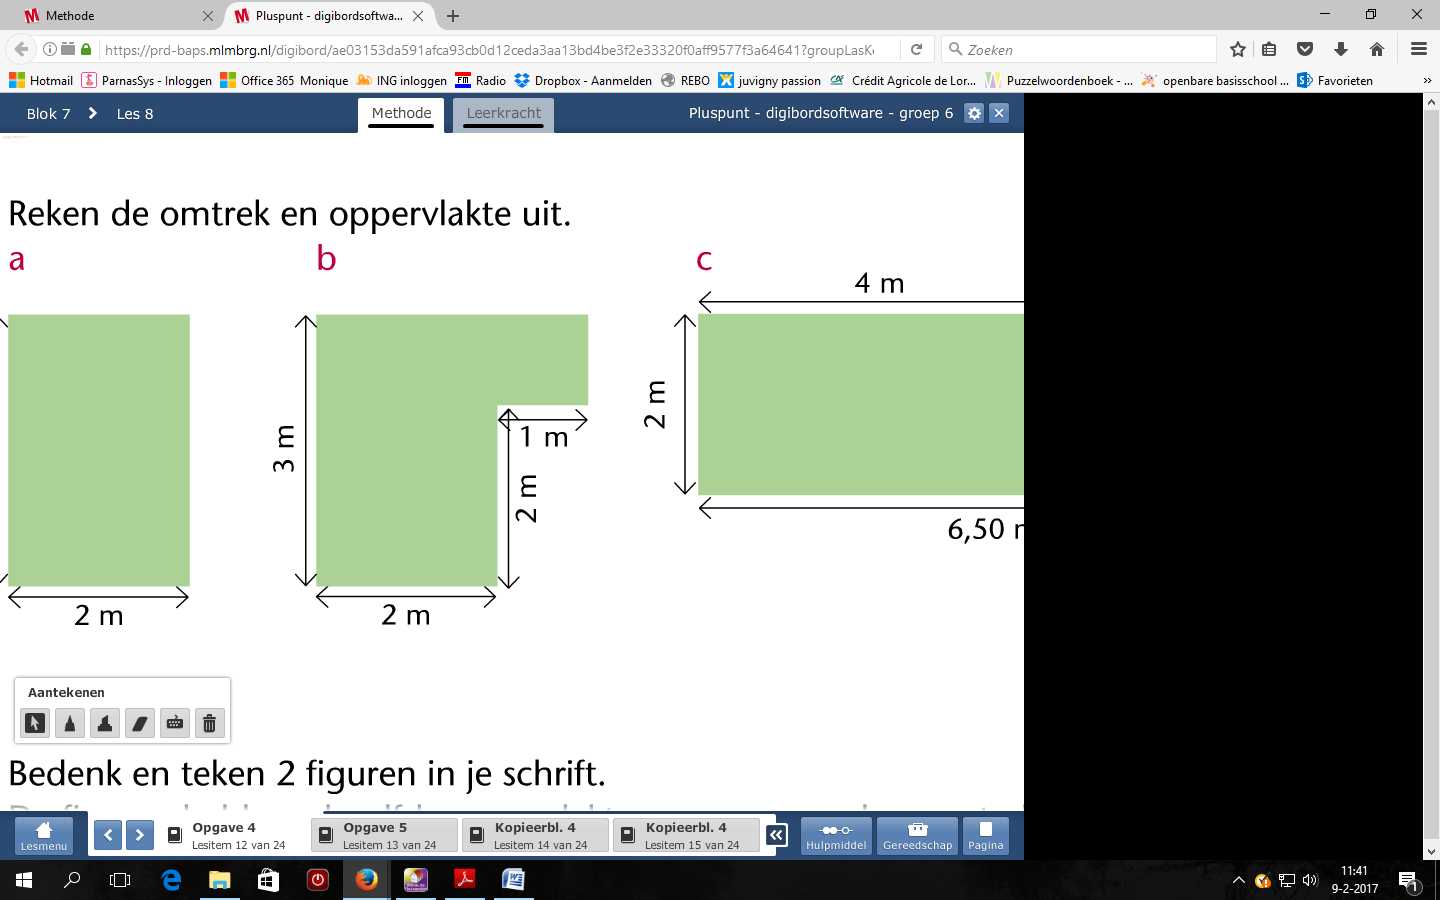 Methode
Pluspunt - digibordsoftwa...
https://prd-baps.mlmbrg.nl/digibord/ae03153da591afca93cb0d12ceda3aa13bd4be3f2e33320f0aff9577f3a64641?groupLasKe
Zoeken
Hotmail
ParnasSys - Inloggen
Office 365 Monique
ING inloggen
Radio
Dropbox - Aanmelden
REBO
juvigny passion
Crédit Agricole de Lor...
Puzzelwoordenboek - ...
openbare basisschool ...
Favorieten
Blok 7
Les 8
Methode
Leerkracht
Pluspunt - digibordsoftware - groep 6
Reken de omtrek en oppervlakte uit.
a
b
c
4 m
3 m
1 m
2 m
2 m
6,50
2 m
2 m
Aantekenen
Bedenk en teken 2 figuren in je schrift.
Lesmenu
Opgave 4
Lesitem 12 van 24
Opgave 5
Lesitem 13 van 24
Kopieerbl. 4
Lesitem 14 van 24
Kopieerbl. 4
Lesitem 15 van 24
Hulpmiddel
Gereedschap
Pagina
11:41
9-2-2017
1